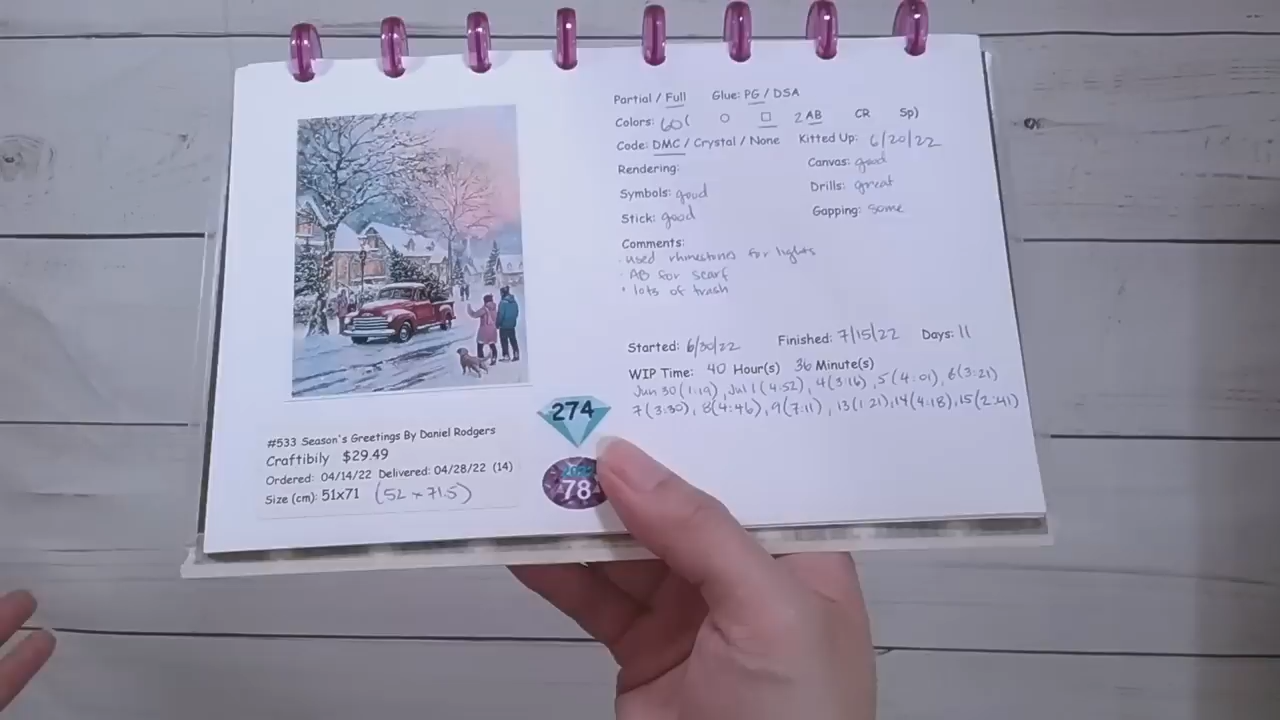 Partial / Full Glue: PG / DSA
Colors: 60( O □ 2 AB CR Sp)
Code: DMC / Crystal / None Kitted Up: 6/20/22
Rendering: Canvas: good
Symbols: good Drills: great
Stick: good Gapping: some
Comments:
· used rhinestones for lights
· AB for scarf
· lots of trash
Started: 6/30/22 Finished: 7/15/22 Days: 11
WIP Time: 40 Hour(s) 36 Minute(s)
Jun 30 (1:19), Jul 1 (4:52), 4 (3:16), 5 (4:01), 6 (3:21)
7 (3:30), 8 (4:46), 9 (7:11), 13 (1:21), 14 (4:18), 15 (2:41)
274
78
#533 Season's Greetings By Daniel Rodgers
Craftibily $29.49
Ordered: 04/14/22 Delivered: 04/28/22 (14)
Size (cm): 51x71 (52 x 71.5)